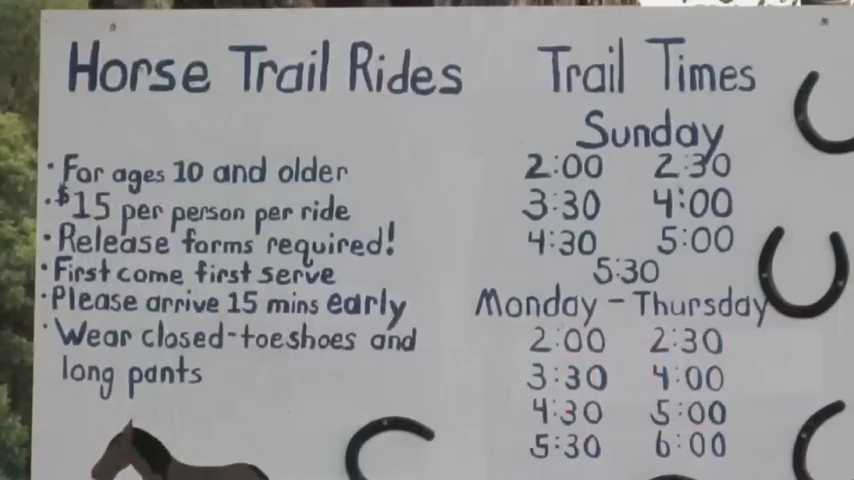 Horse Trail Rides
· For ages 10 and older
· $15 per person per ride
· Release forms required!
· First come first serve
· Please arrive 15 mins early
· Wear closed-toe shoes and
long pants
Trail Times
Sunday
2:00 2:30
3:30 4:00
4:30 5:00
5:30
Monday - Thursday
2:00 2:30
3:30 4:00
4:30 5:00
5:30 6:00